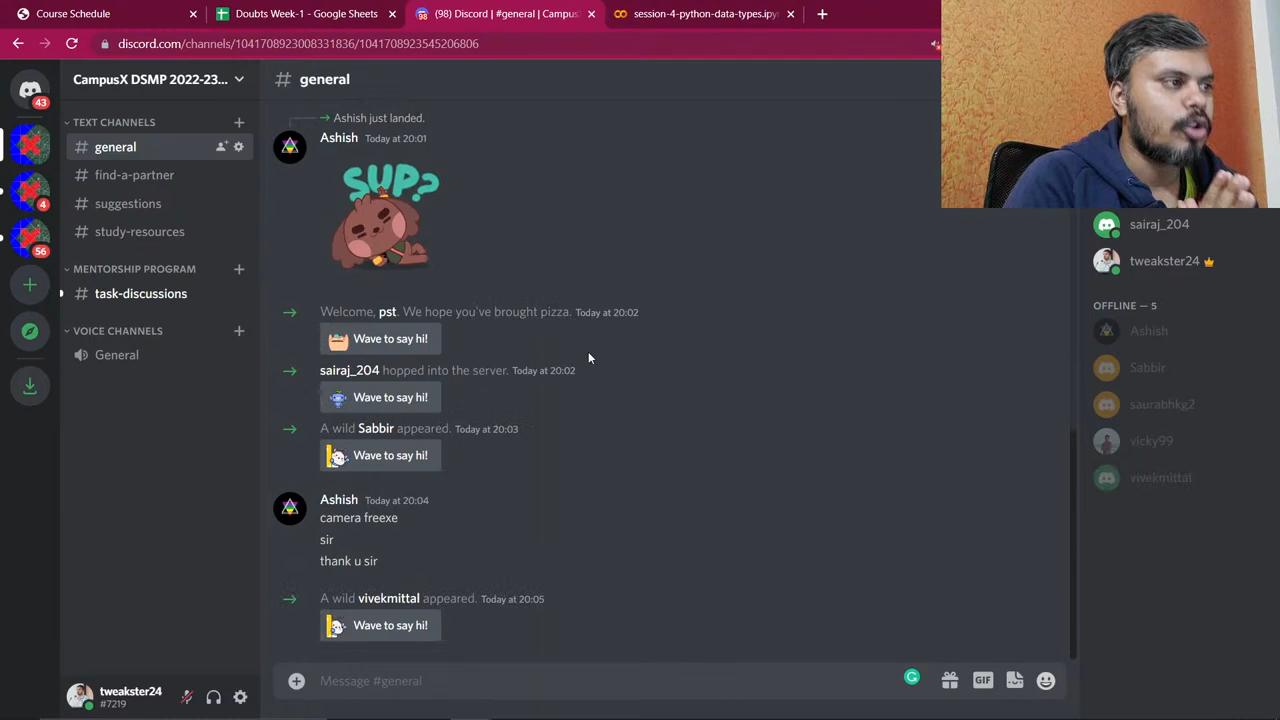 Course Schedule
Doubts Week-1 - Google Sheets
(98) Discord | #general | Campus
session-4-python-data-types.ipyn
discord.com/channels/1041708923008331836/1041708923545206806
43
4
56
CampusX DSMP 2022-23...
TEXT CHANNELS
general
find-a-partner
suggestions
study-resources
MENTORSHIP PROGRAM
task-discussions
VOICE CHANNELS
General
tweakster24
#7219
# general
Ashish just landed.
Ashish Today at 20:01
SUP?
Welcome, pst. We hope you've brought pizza. Today at 20:02
Wave to say hi!
sairaj_204 hopped into the server. Today at 20:02
Wave to say hi!
A wild Sabbir appeared. Today at 20:03
Wave to say hi!
Ashish Today at 20:04
camera freexe
sir
thank u sir
A wild vivekmittal appeared. Today at 20:05
Wave to say hi!
Message #general
GIF
sairaj_204
tweakster24
OFFLINE — 5
Ashish
Sabbir
saurabhkg2
vicky99
vivekmittal